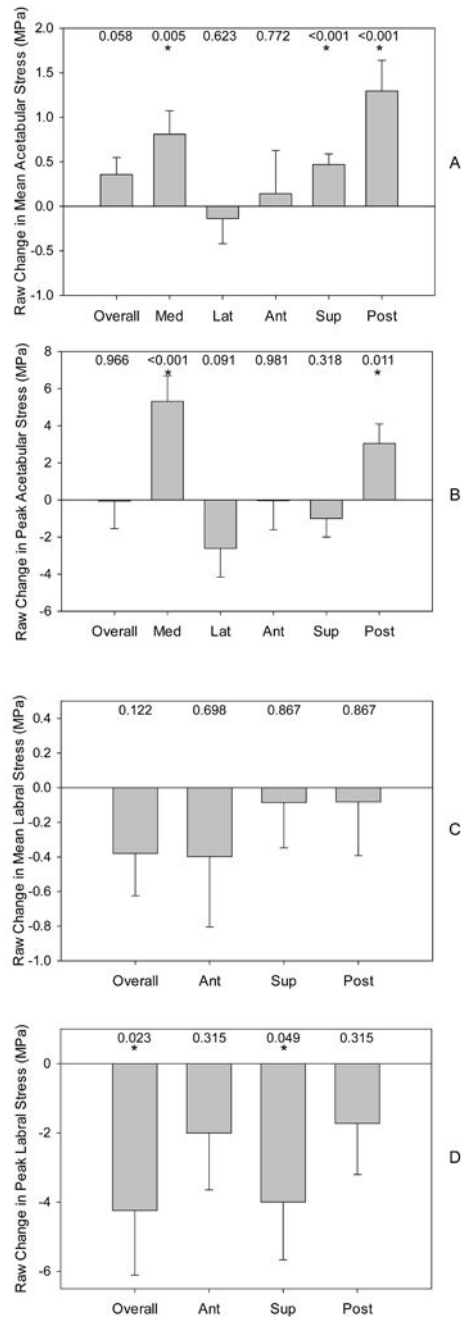 0.058 0.005 0.623 0.772 <0.001 <0.001
* * *
2.0
1.5
1.0
0.5
0.0
-0.5
-1.0
Raw Change in Mean Acetabular Stress (MPa)
A
Overall Med Lat Ant Sup Post
0.966 <0.001 0.091 0.981 0.318 0.011
* *
6
4
2
0
-2
-4
-6
Raw Change in Peak Acetabular Stress (MPa)
B
Overall Med Lat Ant Sup Post
0.122 0.698 0.867 0.867
0.4
0.2
0.0
-0.2
-0.4
-0.6
-0.8
-1.0
Raw Change in Mean Labral Stress (MPa)
C
Overall Ant Sup Post
0.023 0.315 0.049 0.315
* *
0
-2
-4
-6
Raw Change in Peak Labral Stress (MPa)
D
Overall Ant Sup Post